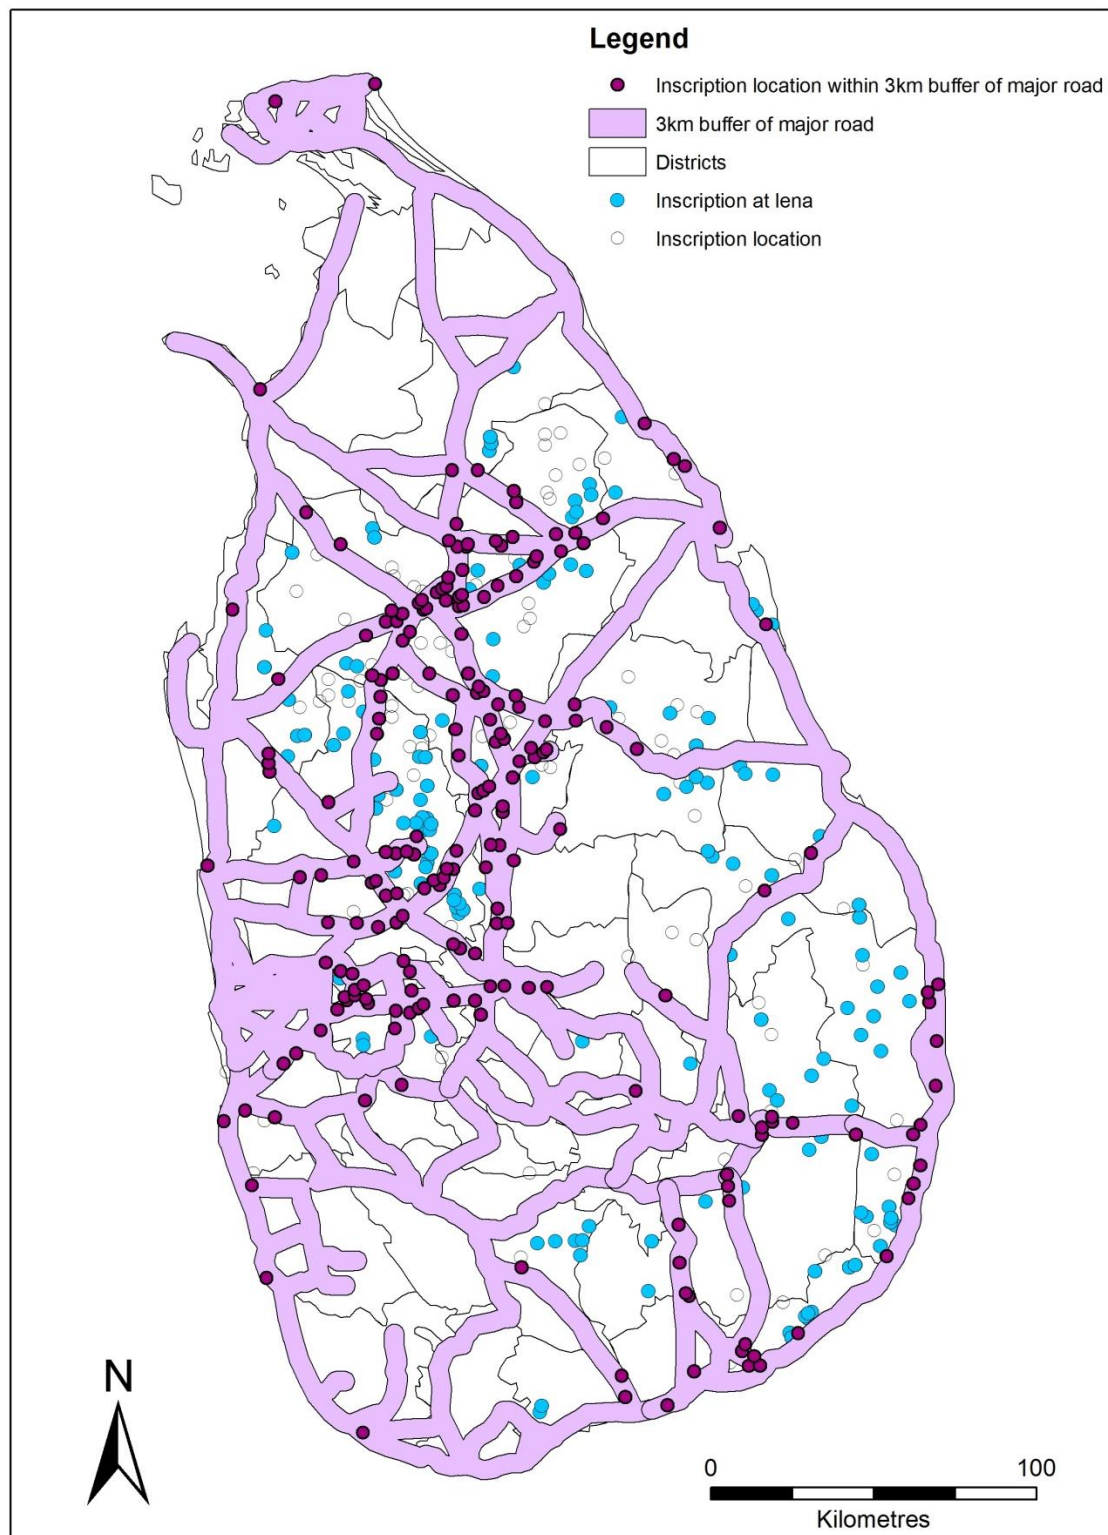 Legend
Inscription location within 3km buffer of major road
3km buffer of major road
Districts
Inscription at lena
Inscription location
N
0 100
Kilometres